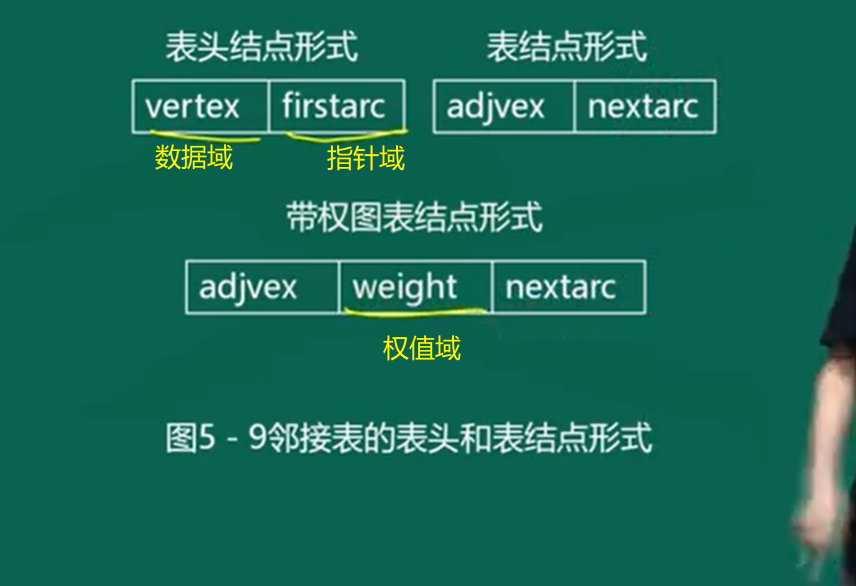 表头结点形式 表结点形式
vertex firstarc adjvex nextarc
数据域 指针域
带权图表结点形式
adjvex weight nextarc
权值域
图5-9邻接表的表头和表结点形式